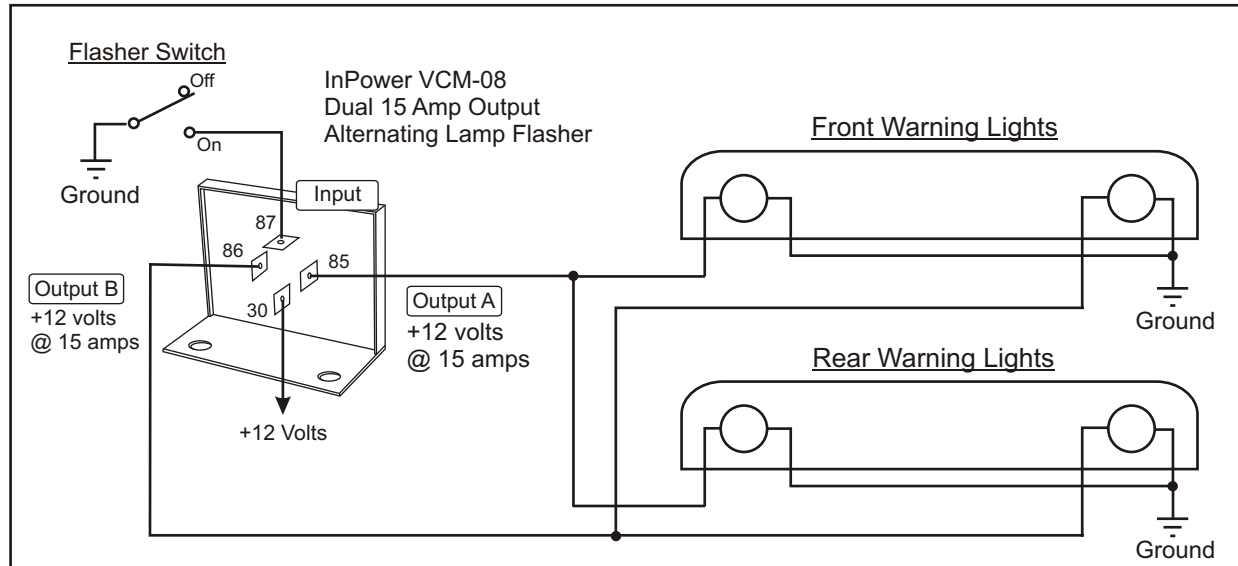 Flasher Switch
Off
On
Ground
InPower VCM-08
Dual 15 Amp Output
Alternating Lamp Flasher
Input
87
86
85
30
Output B
+12 volts
@ 15 amps
Output A
+12 volts
@ 15 amps
+12 Volts
Front Warning Lights
Ground
Rear Warning Lights
Ground